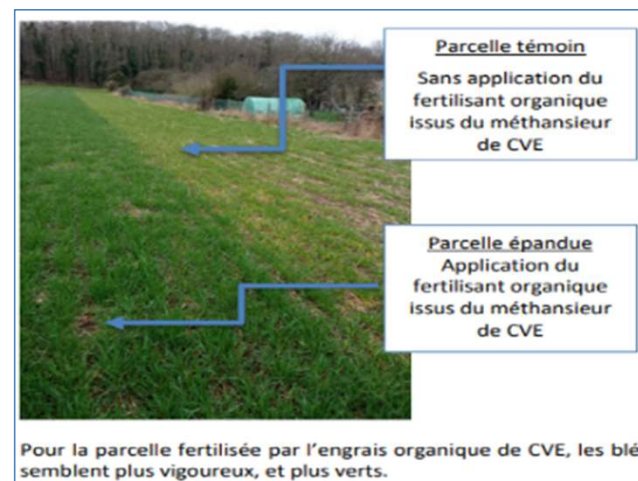 Parcelle témoin
Sans application du
fertilisant organique
issus du méthansieur
de CVE
Parcelle épandue
Application du
fertilisant organique
issus du méthansieur
de CVE
Pour la parcelle fertilisée par l'engrais organique de CVE, les blé
semblent plus vigoureux, et plus verts.